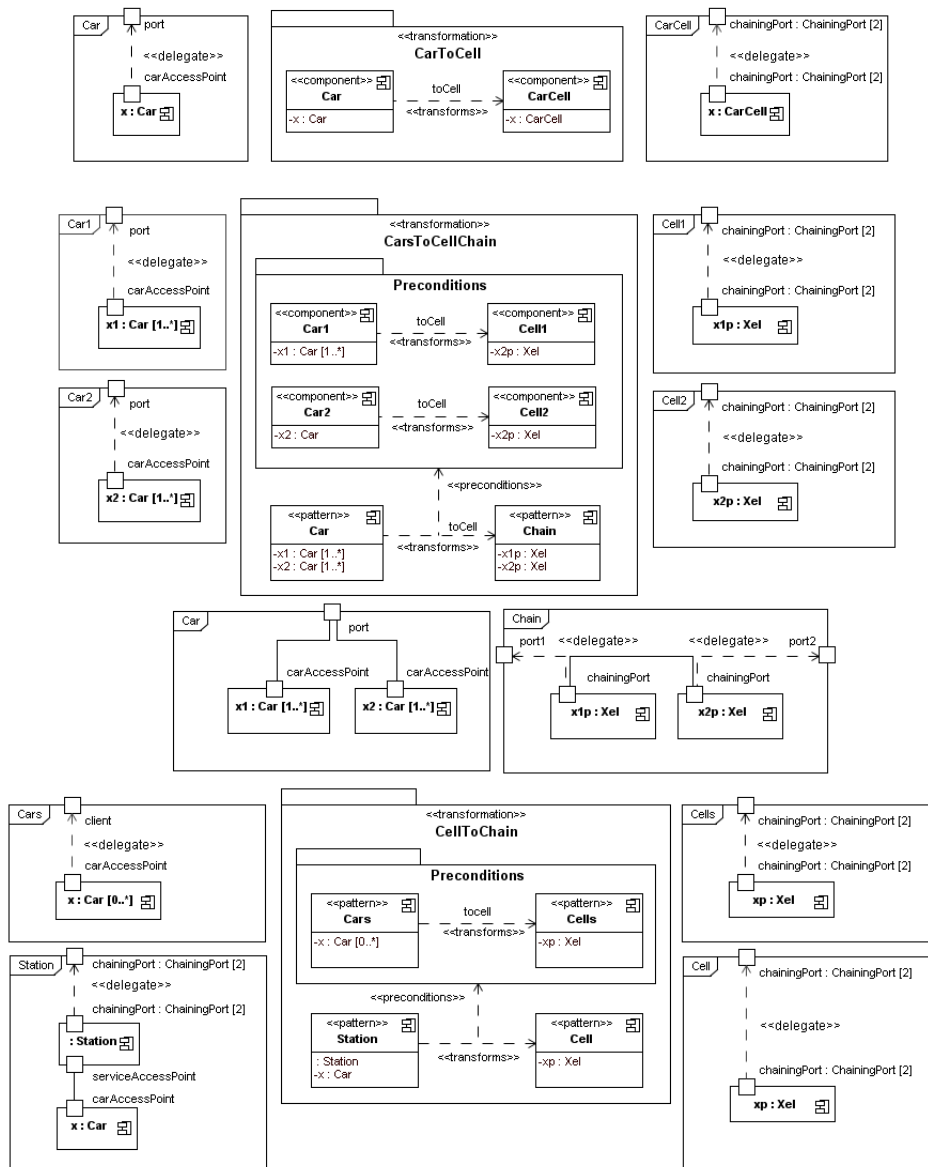 Car
port
<<delegate>>
carAccessPoint
x : Car
<<transformation>>
CarToCell
<<component>>
Car
-x : Car
toCell
<<transforms>>
<<component>>
CarCell
-x : CarCell
CarCell
chainingPort : ChainingPort [2]
<<delegate>>
chainingPort : ChainingPort [2]
x : CarCell
Car1
port
<<delegate>>
carAccessPoint
x1 : Car [1..*]
Car2
port
<<delegate>>
carAccessPoint
x2 : Car [1..*]
<<transformation>>
CarsToCellChain
Preconditions
<<component>>
Car1
-x1 : Car [1..*]
toCell
<<transforms>>
<<component>>
Cell1
-x2p : Xel
<<component>>
Car2
-x2 : Car
toCell
<<transforms>>
<<component>>
Cell2
-x2p : Xel
<<preconditions>>
<<pattern>>
Car
-x1 : Car [1..*]
-x2 : Car [1..*]
toCell
<<transforms>>
<<pattern>>
Chain
-x1p : Xel
-x2p : Xel
Cell1
chainingPort : ChainingPort [2]
<<delegate>>
chainingPort : ChainingPort [2]
x1p : Xel
Cell2
chainingPort : ChainingPort [2]
<<delegate>>
chainingPort : ChainingPort [2]
x2p : Xel
Car
port
carAccessPoint
carAccessPoint
x1 : Car [1..*]
x2 : Car [1..*]
Chain
port1
<<delegate>>
<<delegate>>
port2
chainingPort
chainingPort
x1p : Xel
x2p : Xel
Cars
client
<<delegate>>
carAccessPoint
x : Car [0..*]
Station
chainingPort : ChainingPort [2]
<<delegate>>
chainingPort : ChainingPort [2]
: Station
serviceAccessPoint
carAccessPoint
x : Car
<<transformation>>
CellToChain
Preconditions
<<pattern>>
Cars
-x : Car [0..*]
tocell
<<transforms>>
<<pattern>>
Cells
-xp : Xel
<<preconditions>>
<<pattern>>
Station
: Station
-x : Car
<<transforms>>
<<pattern>>
Cell
-xp : Xel
Cells
chainingPort : ChainingPort [2]
<<delegate>>
chainingPort : ChainingPort [2]
xp : Xel
Cell
chainingPort : ChainingPort [2]
<<delegate>>
chainingPort : ChainingPort [2]
xp : Xel